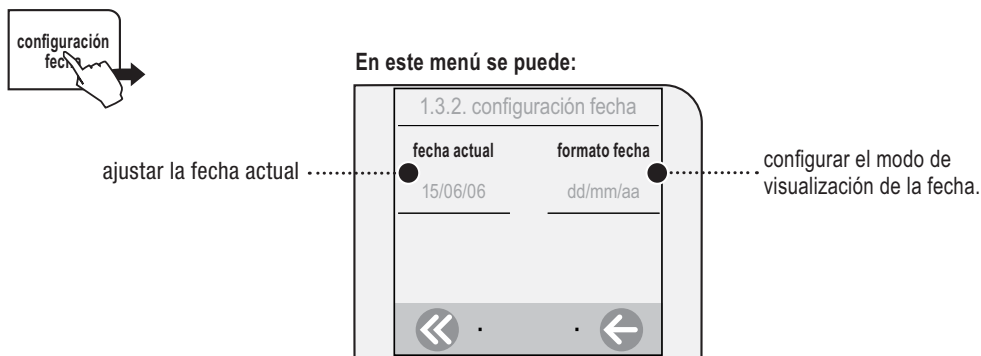 configuración
fecha
En este menú se puede:
1.3.2. configuración fecha
fecha actual
formato fecha
15/06/06
dd/mm/aa
ajustar la fecha actual
configurar el modo de
visualización de la fecha.